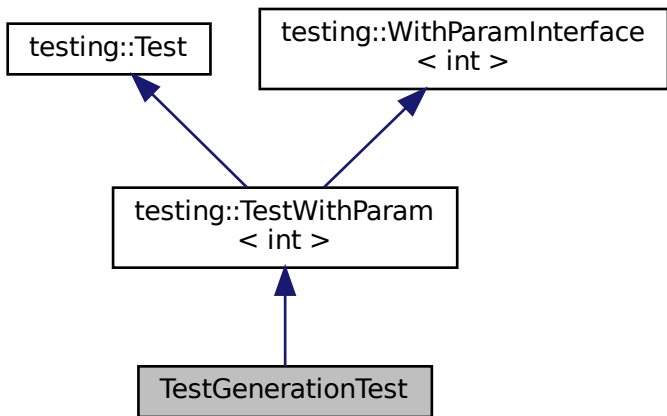 testing::Test
testing::WithParamInterface
< int >
testing::TestWithParam
< int >
TestGenerationTest